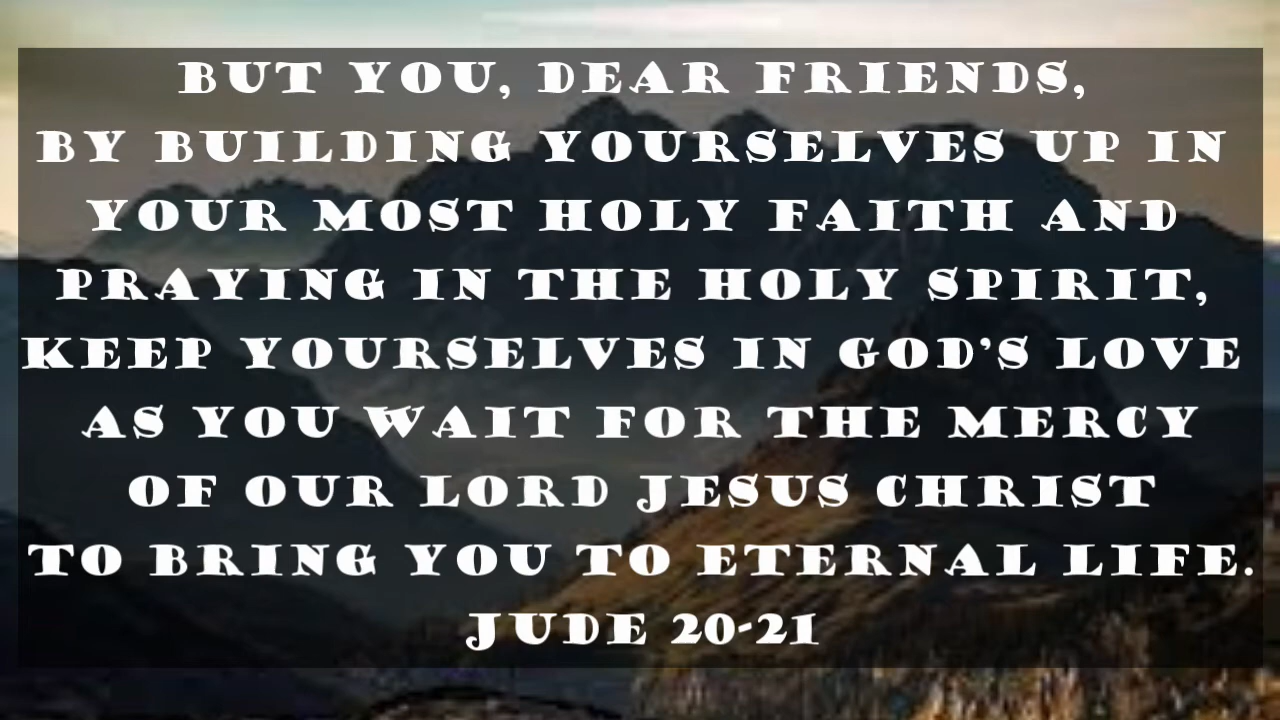 BUT YOU, DEAR FRIENDS,
BY BUILDING YOURSELVES UP IN
YOUR MOST HOLY FAITH AND
PRAYING IN THE HOLY SPIRIT,
KEEP YOURSELVES IN GOD'S LOVE
AS YOU WAIT FOR THE MERCY
OF OUR LORD JESUS CHRIST
TO BRING YOU TO ETERNAL LIFE.
JUDE 20-21